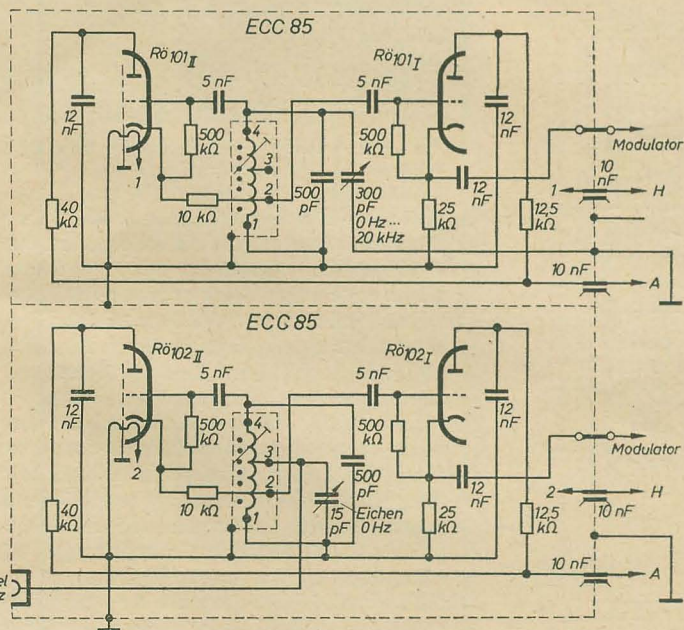 ECC 85
Rö101II
Rö101I
5 nF
5 nF
12 nF
500 kΩ
4
3
2
1
500 kΩ
12 nF
12 nF
Modulator
1
10 nF
H
40 kΩ
1
10 kΩ
500 pF
300 pF
0 Hz...
20 kHz
25 kΩ
12,5 kΩ
10 nF
A
ECC 85
Rö102II
Rö102I
5 nF
5 nF
12 nF
500 kΩ
4
3
2
1
500 kΩ
12 nF
12 nF
Modulator
2
10 nF
H
40 kΩ
2
10 kΩ
15 pF
500 pF
Eichen
0 Hz
25 kΩ
12,5 kΩ
10 nF
A
el
z